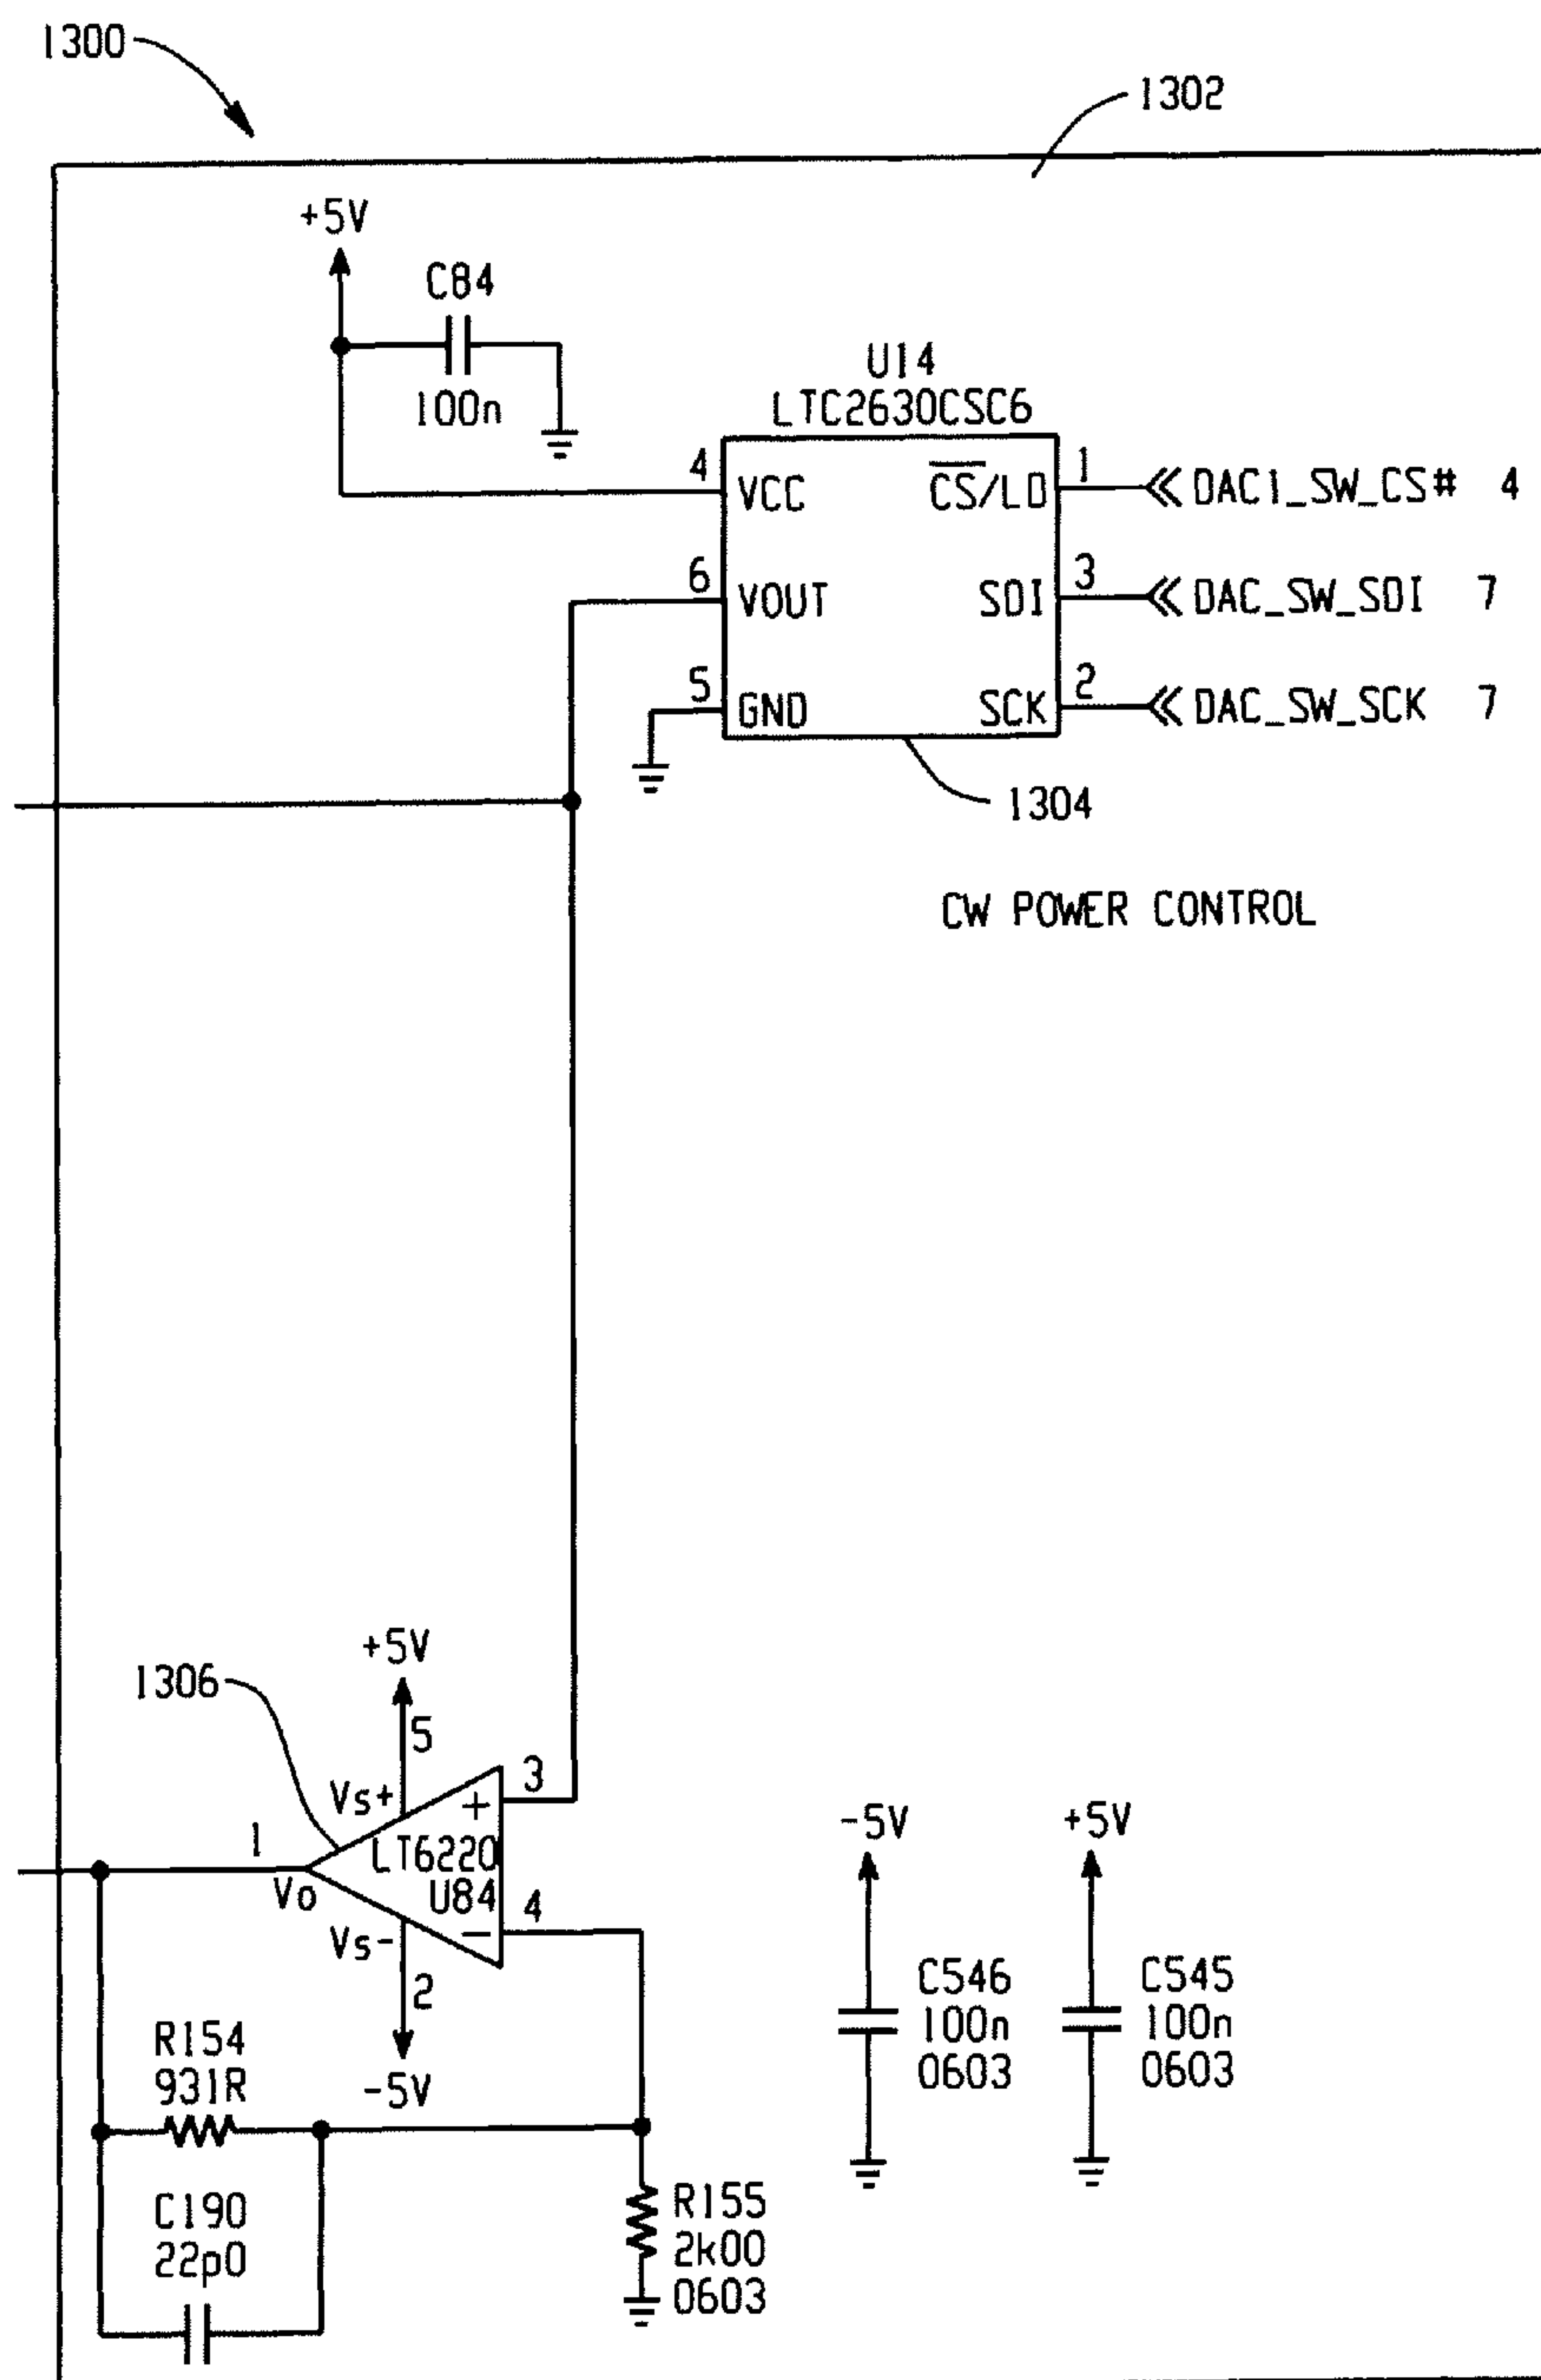 1300
1302
+5V
C84
100n
U14
LTC2630CSC6
4 VCC CS/LD 1 DAC1_SW_CS# 4
6 VOUT SDI 3 DAC_SW_SDI 7
5 GND SCK 2 DAC_SW_SCK 7
1304
CW POWER CONTROL
+5V
1306
5
Vs+
3
+
1
LT6220
Vo
U84
4
Vs-
-
2
-5V
R154
931R
C190
22p0
R155
2k00
0603
-5V
C546
100n
0603
+5V
C545
100n
0603